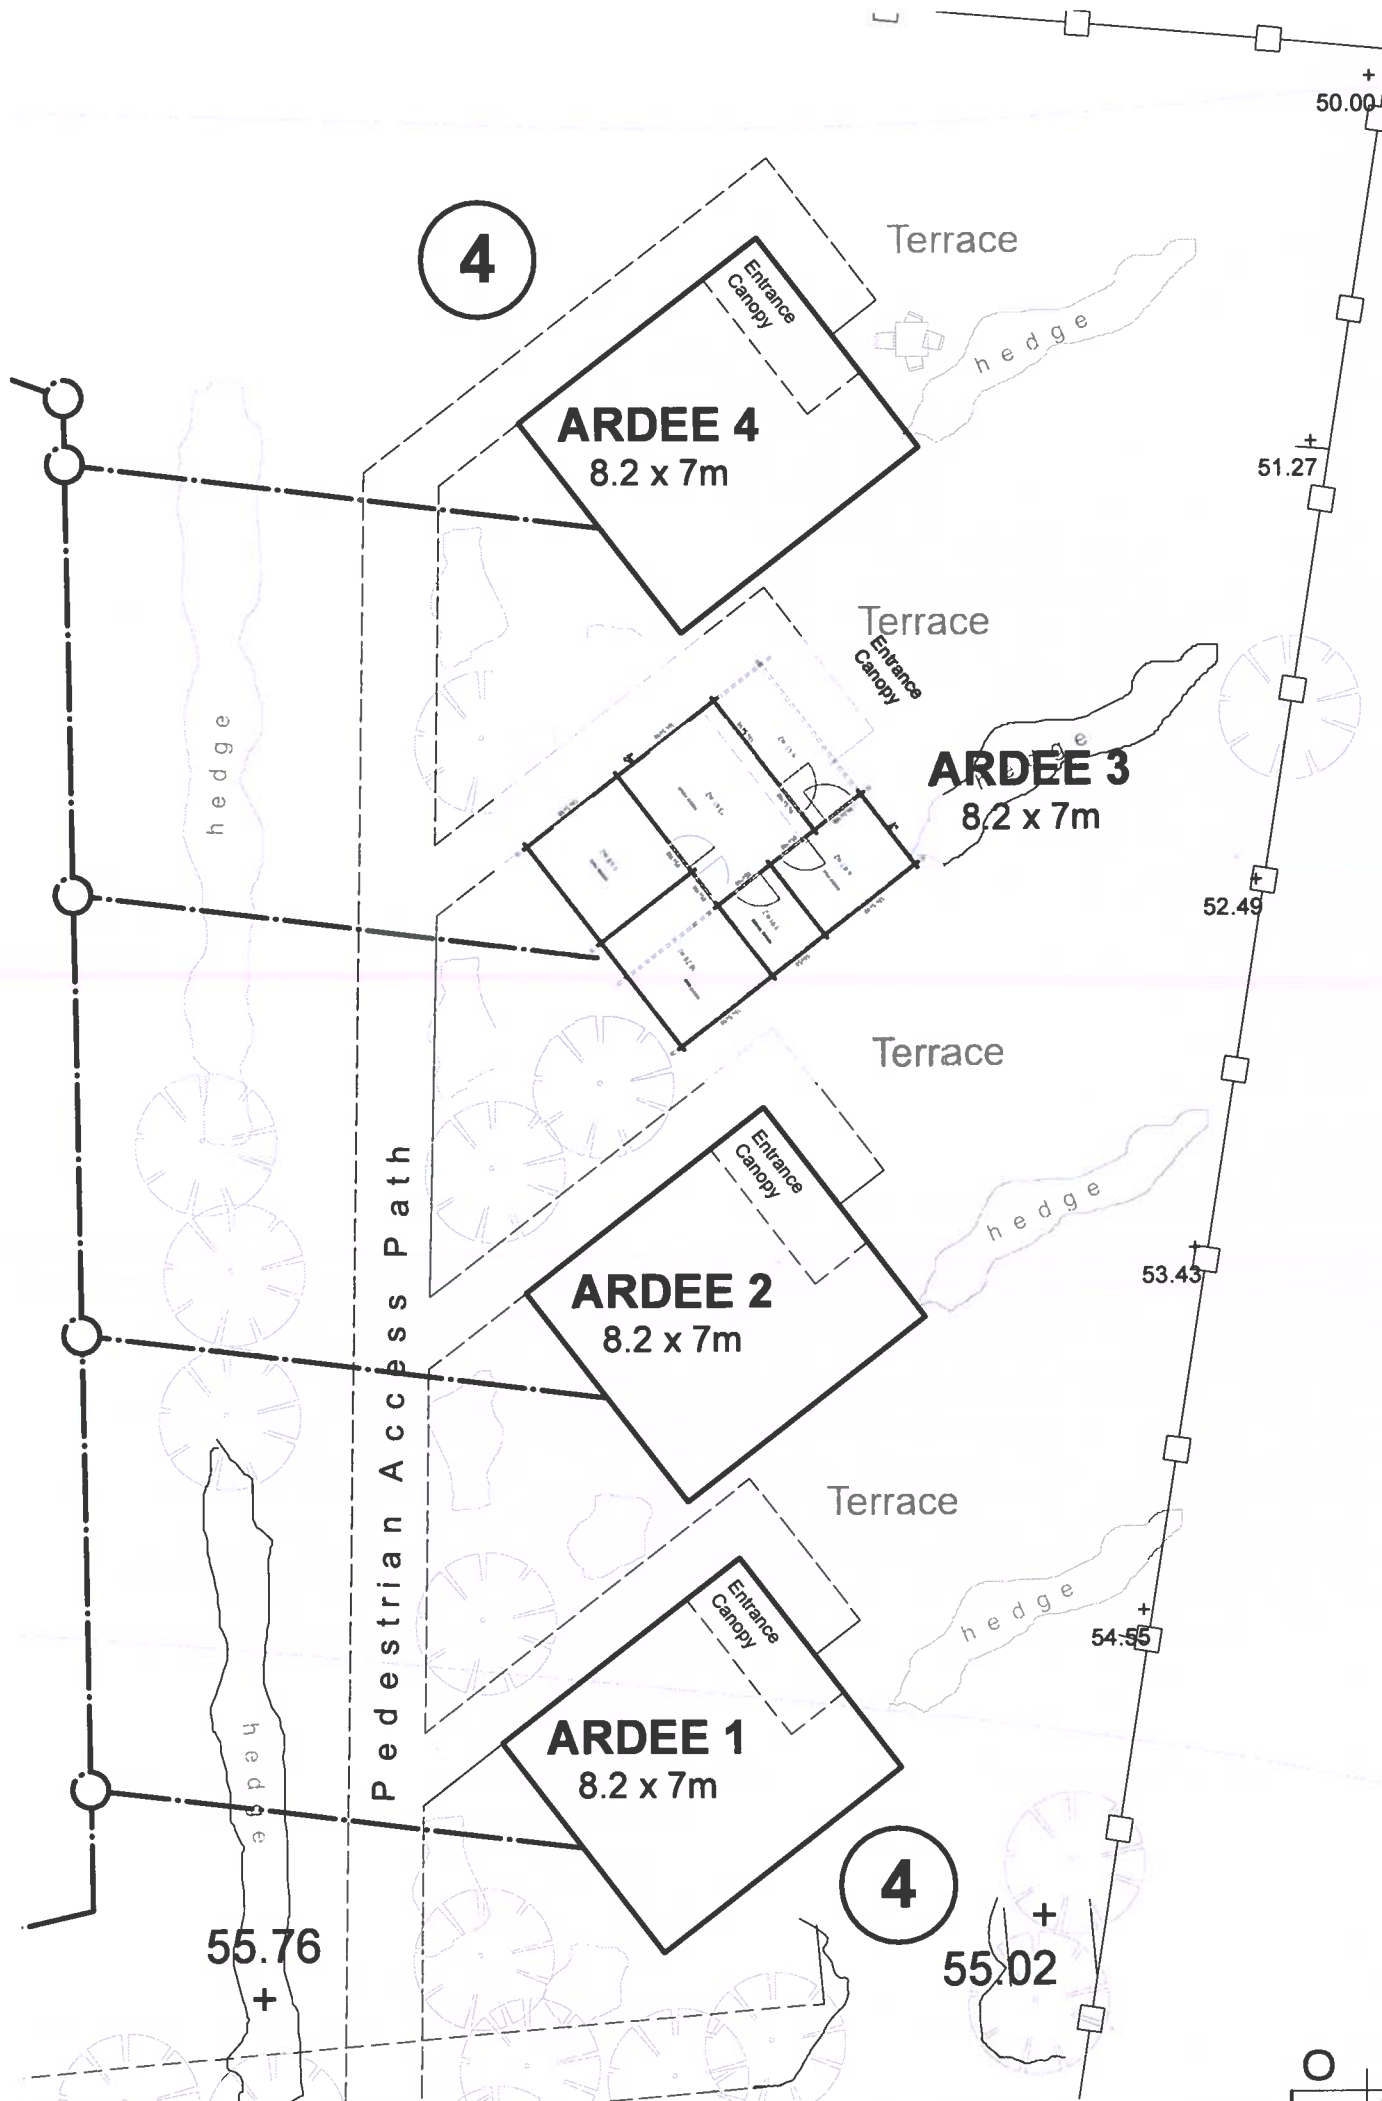 50.00
4
Terrace
Entrance
Canopy
hedge
ARDEE 4
8.2 x 7m
51.27
Terrace
Entrance
Canopy
hedge
ARDEE 3
8.2 x 7m
52.49
Terrace
Pedestrian Access Path
Entrance
Canopy
hedge
ARDEE 2
8.2 x 7m
53.43
Terrace
Entrance
Canopy
hedge
54.55
hedge
ARDEE 1
8.2 x 7m
4
55.76
55.02